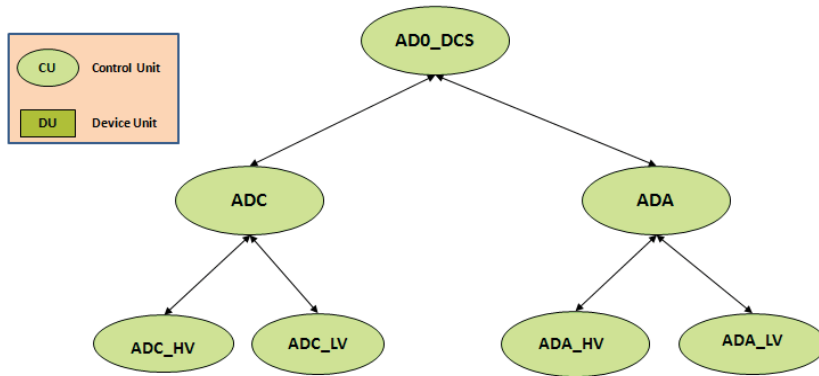 AD0_DCS
CU Control Unit
DU Device Unit
ADC ADA
ADC_HV ADC_LV ADA_HV ADA_LV